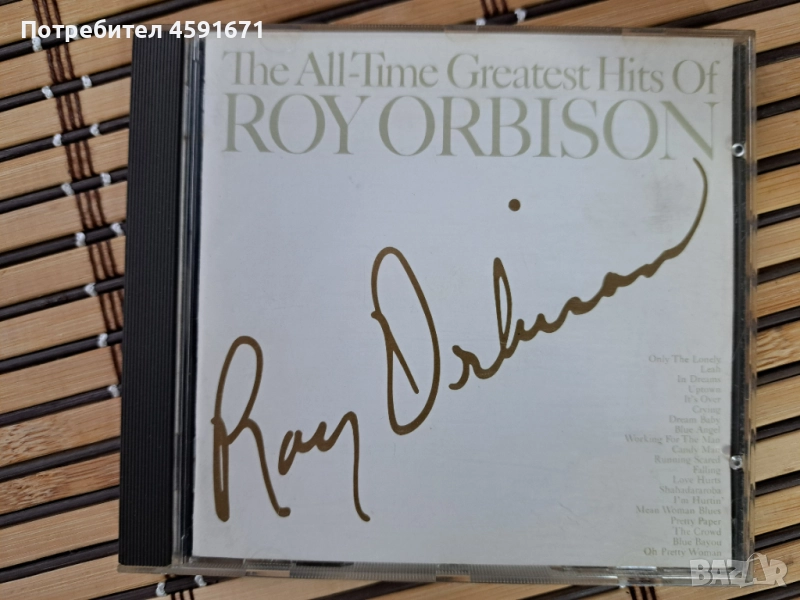 Потребител 4591671
The All-Time Greatest Hits Of
ROY ORBISON
Roy Orbison
Only The Lonely
Leah
In Dreams
Uptown
It's Over
Crying
Dream Baby
Blue Angel
Working For The Man
Candy Man
Running Scared
Falling
Love Hurts
Shahadaroba
I'm Hurtin'
Mean Woman Blues
Pretty Paper
The Crowd
Blue Bayou
Oh Pretty Woman
BAZAR